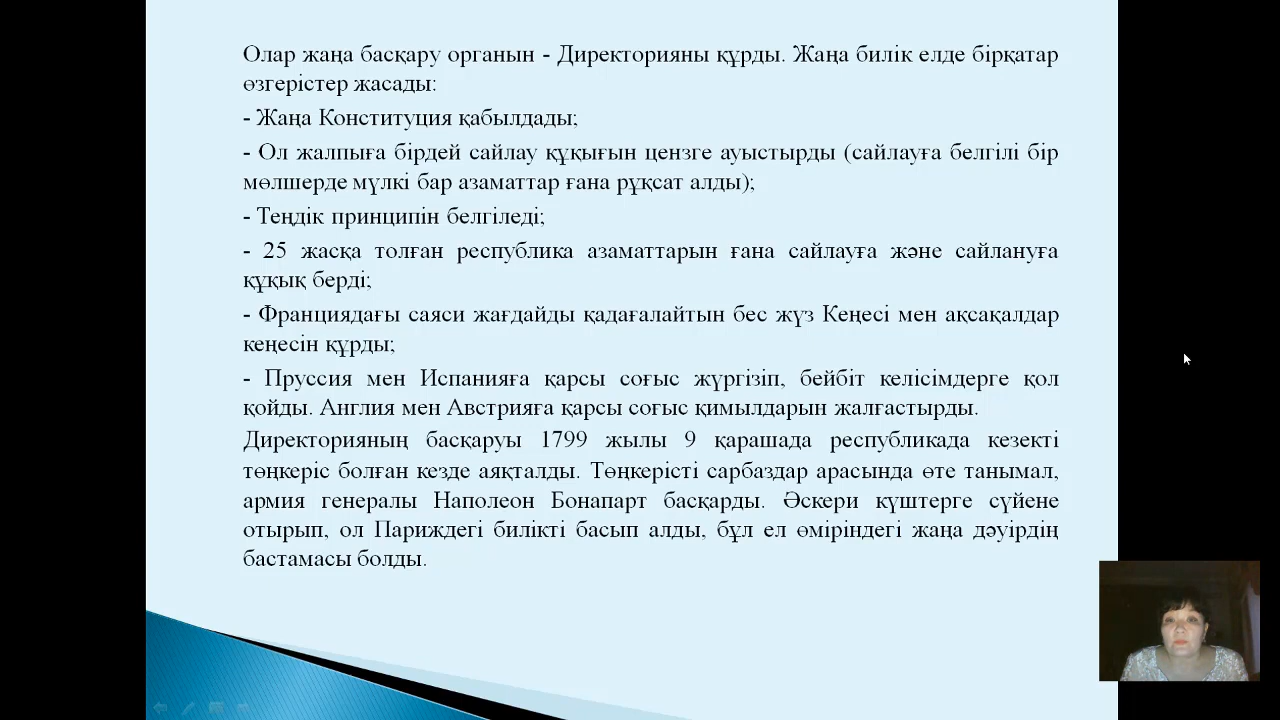 Олар жаңа басқару органын - Директорияны құрды. Жаңа билік елде бірқатар
өзгерістер жасады:
- Жаңа Конституция қабылдады;
- Ол жалпыға бірдей сайлау құқығын цензге ауыстырды (сайлауға белгілі бір
мөлшерде мүлкі бар азаматтар ғана рұқсат алды);
- Теңдік принципін белгіледі;
- 25 жасқа толған республика азаматтарын ғана сайлауға және сайлануға
құқық берді;
- Франциядағы саяси жағдайды қадағалайтын бес жүз Кеңесі мен ақсақалдар
кеңесін құрды;
- Пруссия мен Испанияға қарсы соғыс жүргізіп, бейбіт келісімдерге қол
қойды. Англия мен Австрияға қарсы соғыс қимылдарын жалғастырды.
Директорияның басқаруы 1799 жылы 9 қарашада республикада кезекті
төңкеріс болған кезде аяқталды. Төңкерісті сарбаздар арасында өте танымал,
армия генералы Наполеон Бонапарт басқарды. Әскери күштерге сүйене
отырып, ол Париждегі билікті басып алды, бұл ел өміріндегі жаңа дәуірдің
бастамасы болды.